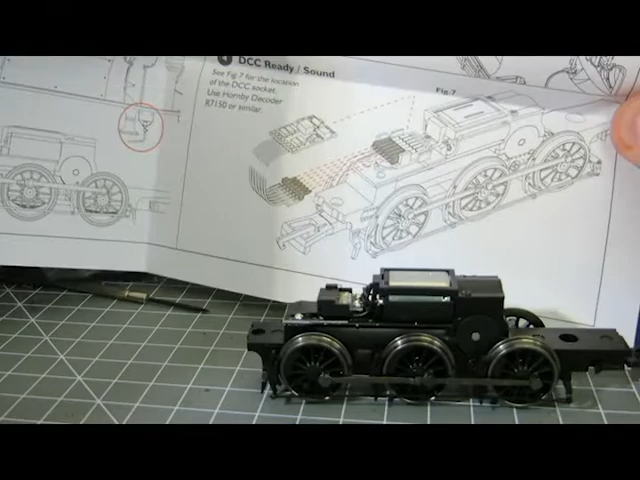 DCC Ready / Sound
See Fig 7 for the location
of the DCC socket.
Use Hornby Decoder
R7150 or similar.
Fig.7